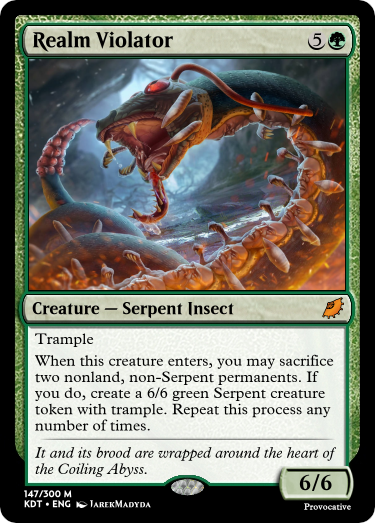 Realm Violator 5
Creature — Serpent Insect
Trample
When this creature enters, you may sacrifice
two nonland, non-Serpent permanents. If
you do, create a 6/6 green Serpent creature
token with trample. Repeat this process any
number of times.
It and its brood are wrapped around the heart of
the Coiling Abyss.
6/6
147/300 M
KDT • ENG JarekMadyda
Provocative